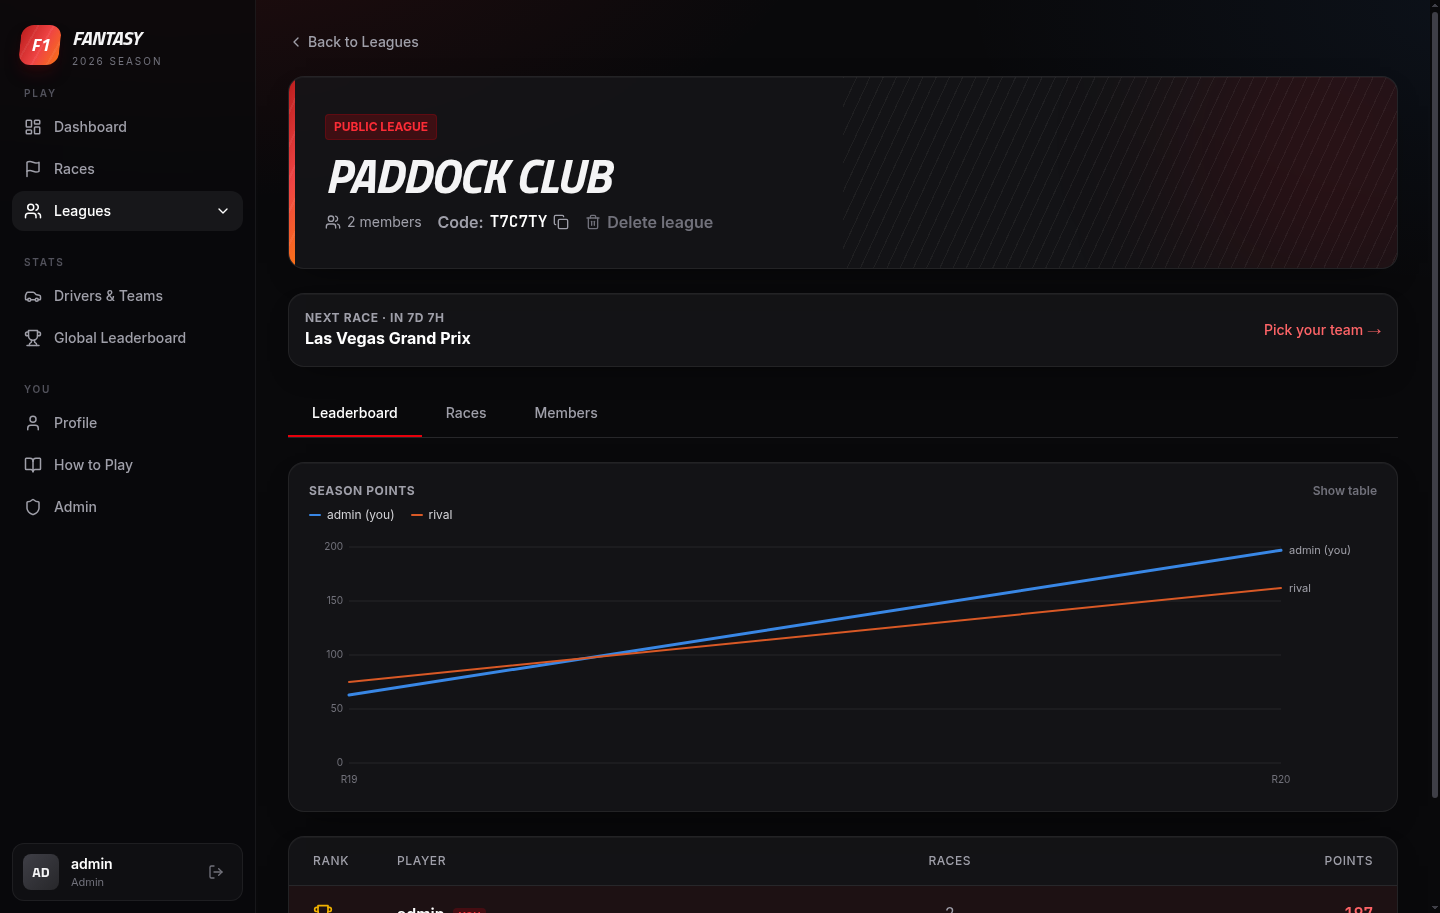 F1
FANTASY
2026 SEASON
PLAY
Dashboard
Races
Leagues
STATS
Drivers & Teams
Global Leaderboard
YOU
Profile
How to Play
Admin
AD
admin
Admin
Back to Leagues
PUBLIC LEAGUE
PADDOCK CLUB
2 members Code: T7C7TY Delete league
NEXT RACE · IN 7D 7H
Las Vegas Grand Prix
Pick your team →
Leaderboard Races Members
SEASON POINTS
Show table
admin (you) rival
200
150
100
50
0
R19 R20
admin (you)
rival
RANK PLAYER RACES POINTS
admin 2 197